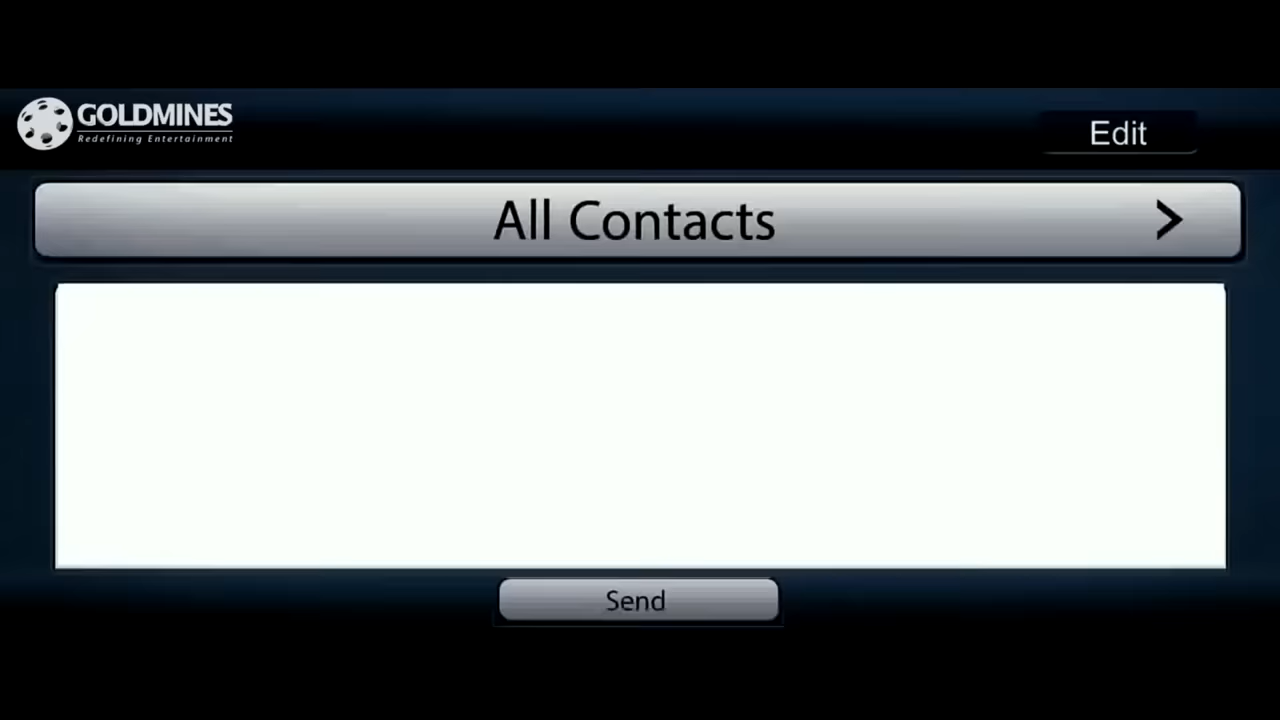 GOLDMINES
Redefining Entertainment
Edit
All Contacts >
Send